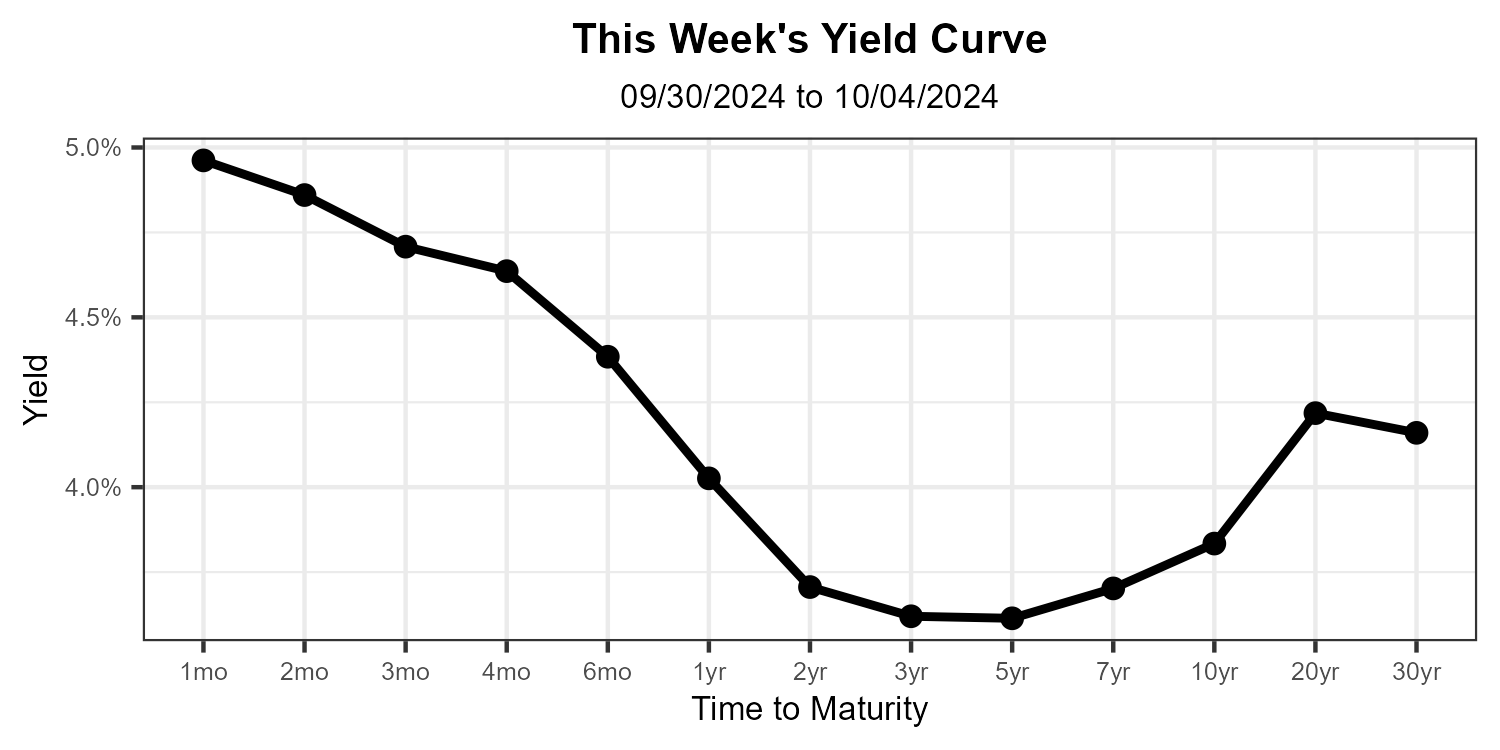 This Week's Yield Curve
09/30/2024 to 10/04/2024
5.0%
4.5%
4.0%
Yield
1mo 2mo 3mo 4mo 6mo 1yr 2yr 3yr 5yr 7yr 10yr 20yr 30yr
Time to Maturity